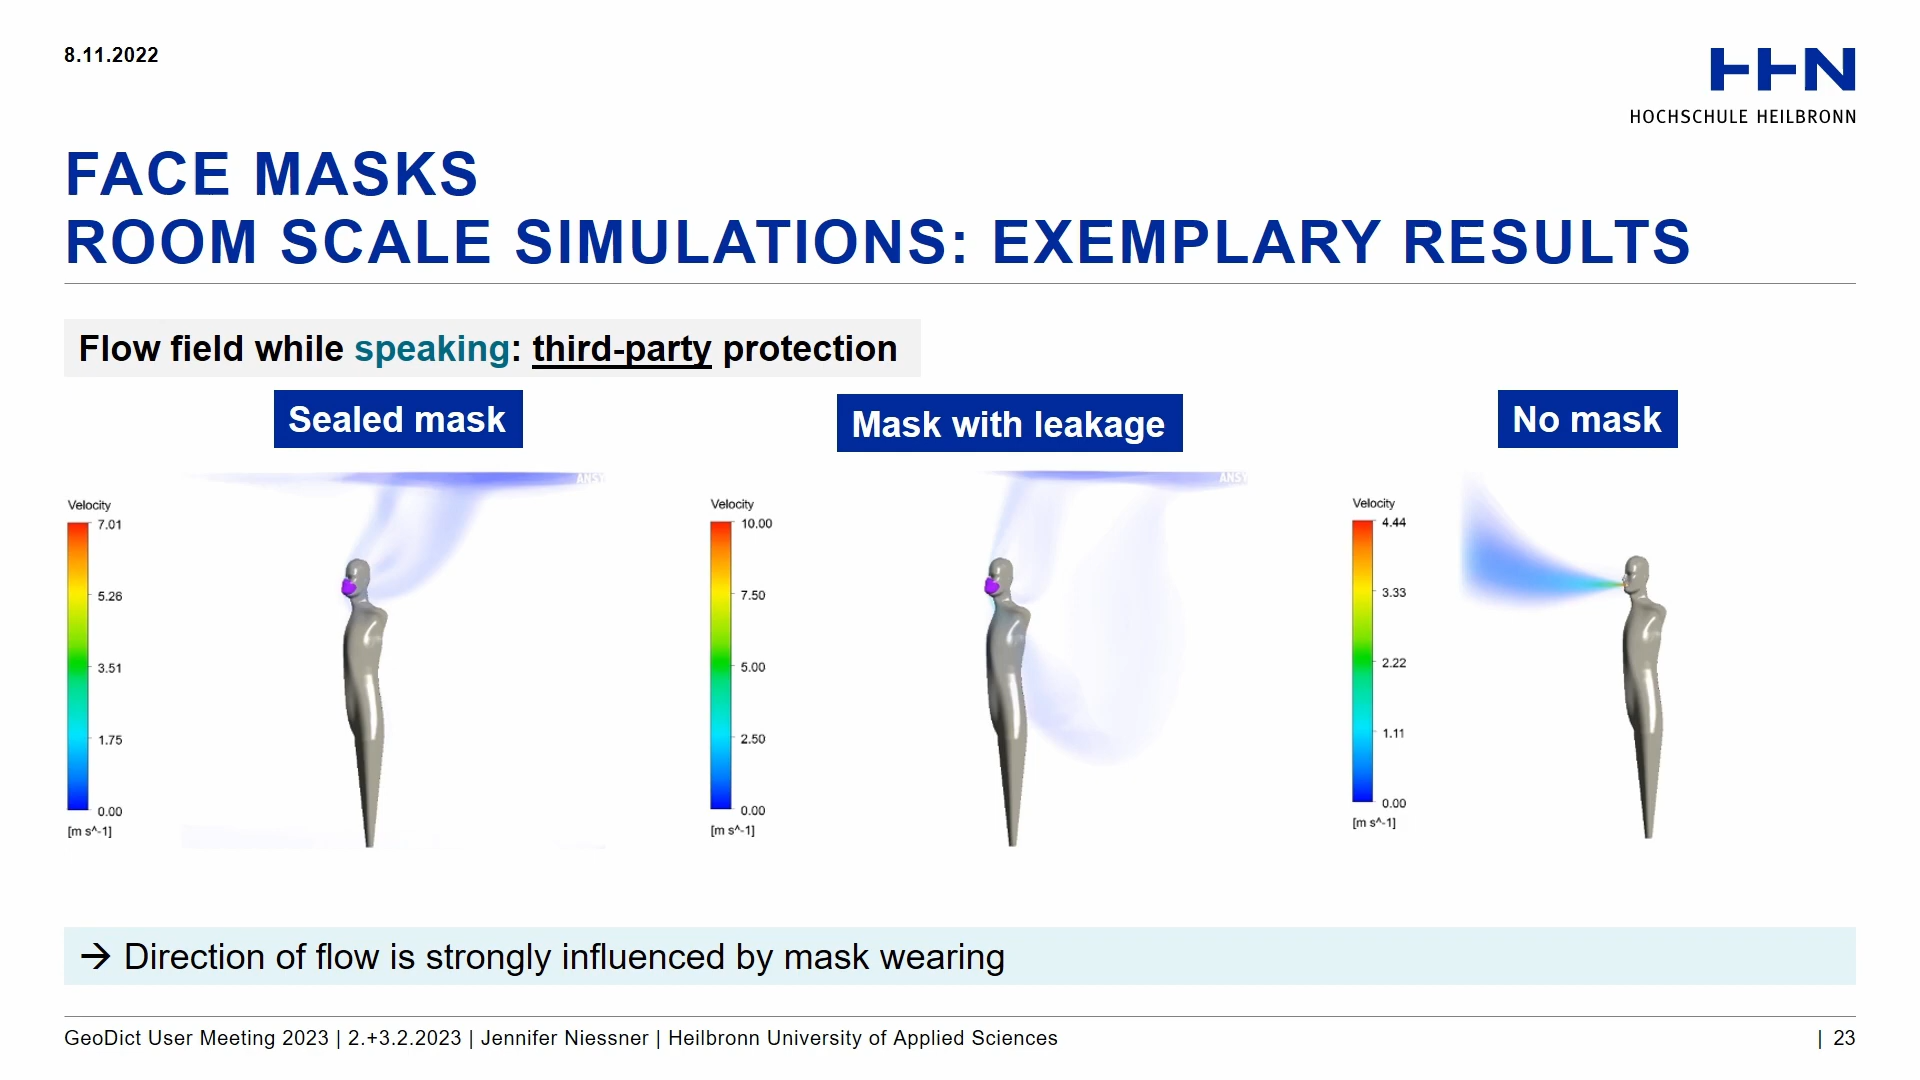 8.11.2022
HHN
HOCHSCHULE HEILBRONN
FACE MASKS
ROOM SCALE SIMULATIONS: EXEMPLARY RESULTS
Flow field while speaking: third-party protection
Sealed mask
Mask with leakage
No mask
ANSY
Velocity
7.01
5.26
3.51
1.75
0.00
[m s^-1]
ANSY
Velocity
10.00
7.50
5.00
2.50
0.00
[m s^-1]
Velocity
4.44
3.33
2.22
1.11
0.00
[m s^-1]
→ Direction of flow is strongly influenced by mask wearing
GeoDict User Meeting 2023 | 2.+3.2.2023 | Jennifer Niessner | Heilbronn University of Applied Sciences
| 23